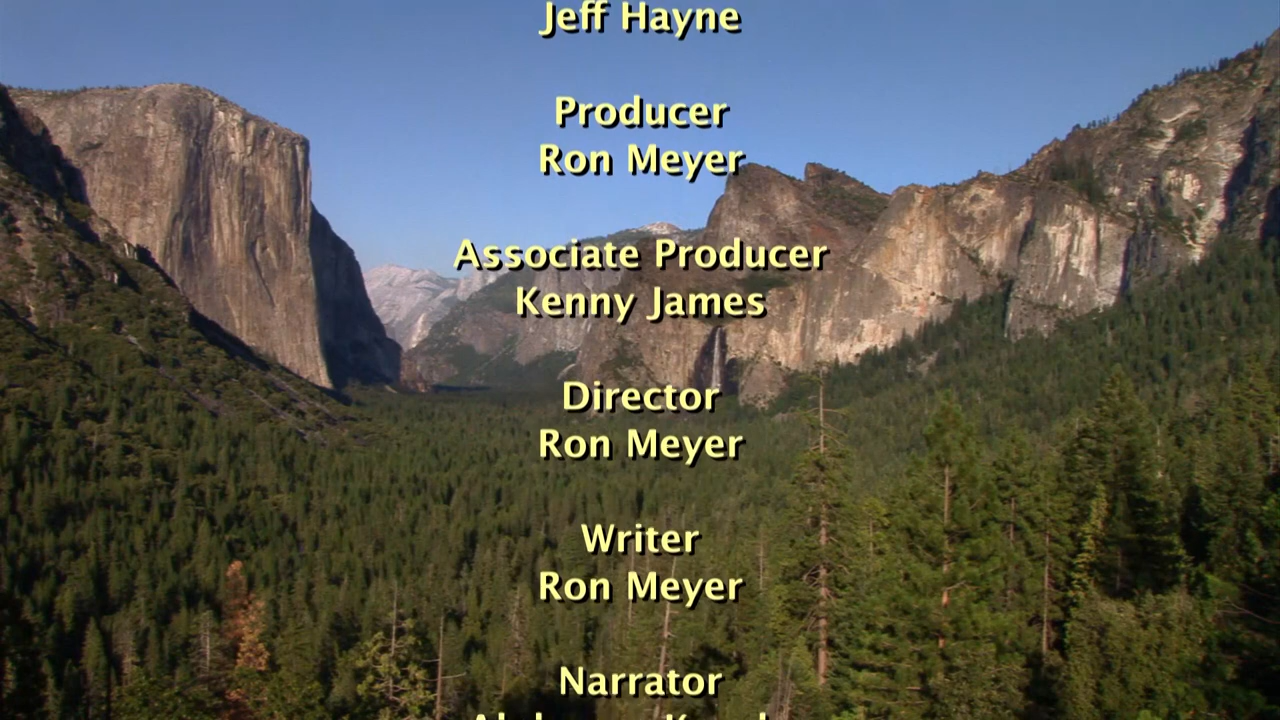 Jeff Hayne
Producer
Ron Meyer
Associate Producer
Kenny James
Director
Ron Meyer
Writer
Ron Meyer
Narrator